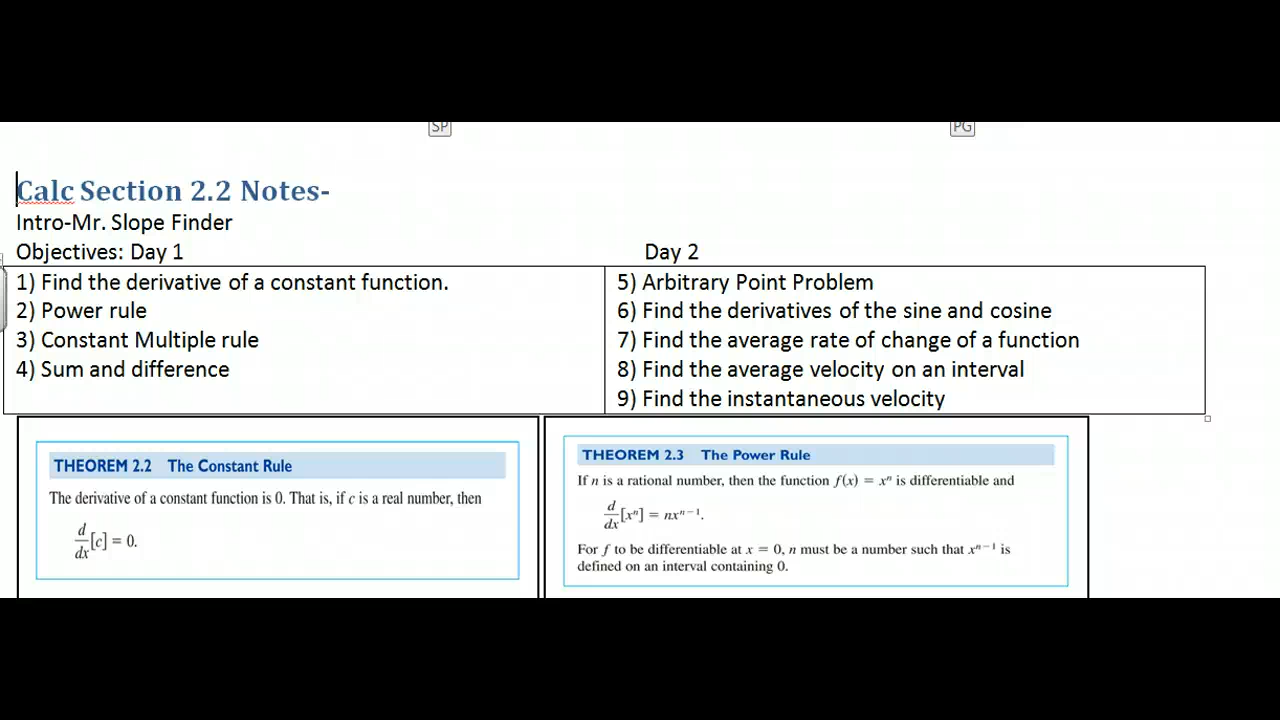 SP
PG
Calc Section 2.2 Notes-
Intro-Mr. Slope Finder
Objectives: Day 1
Day 2
1) Find the derivative of a constant function.
2) Power rule
3) Constant Multiple rule
4) Sum and difference
5) Arbitrary Point Problem
6) Find the derivatives of the sine and cosine
7) Find the average rate of change of a function
8) Find the average velocity on an interval
9) Find the instantaneous velocity
THEOREM 2.2 The Constant Rule
The derivative of a constant function is 0. That is, if c is a real number, then
d/dx [c] = 0.
THEOREM 2.3 The Power Rule
If n is a rational number, then the function f(x) = xⁿ is differentiable and
d/dx [xⁿ] = nxⁿ⁻¹.
For f to be differentiable at x = 0, n must be a number such that xⁿ⁻¹ is
defined on an interval containing 0.